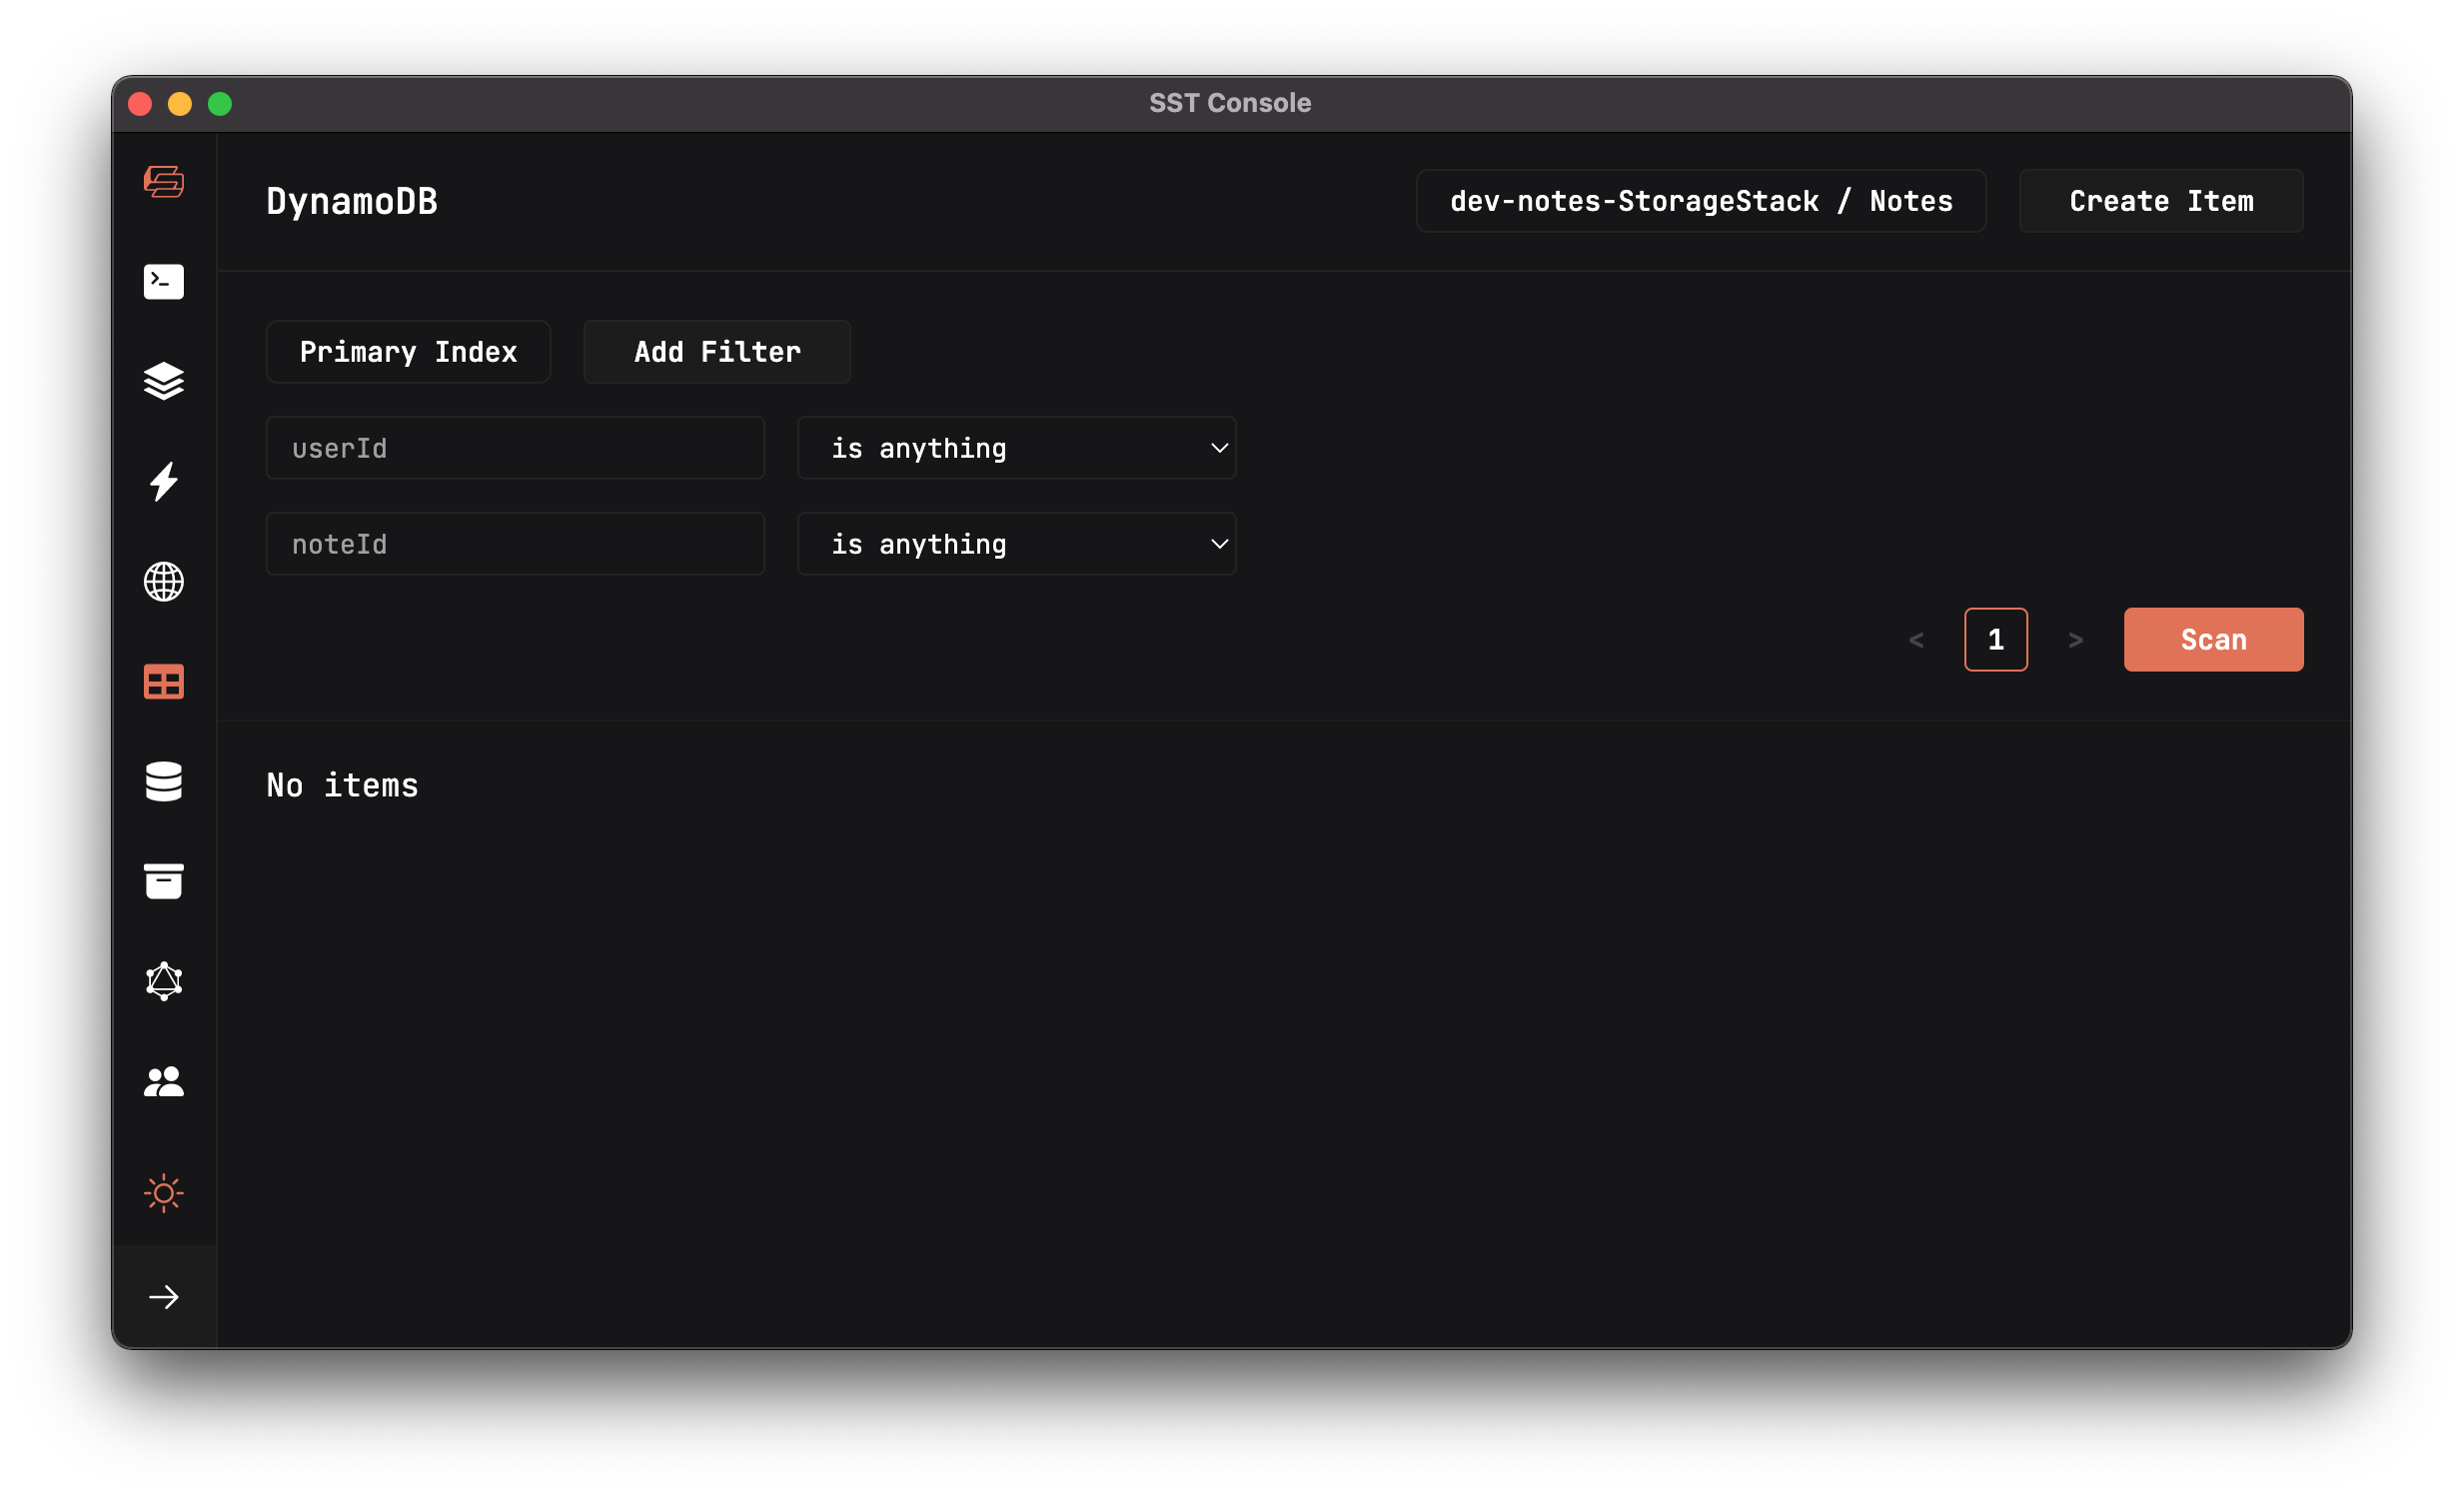 SST Console
DynamoDB
dev-notes-StorageStack / Notes
Create Item
Primary Index
Add Filter
userId
is anything
noteId
is anything
< 1 >
Scan
No items